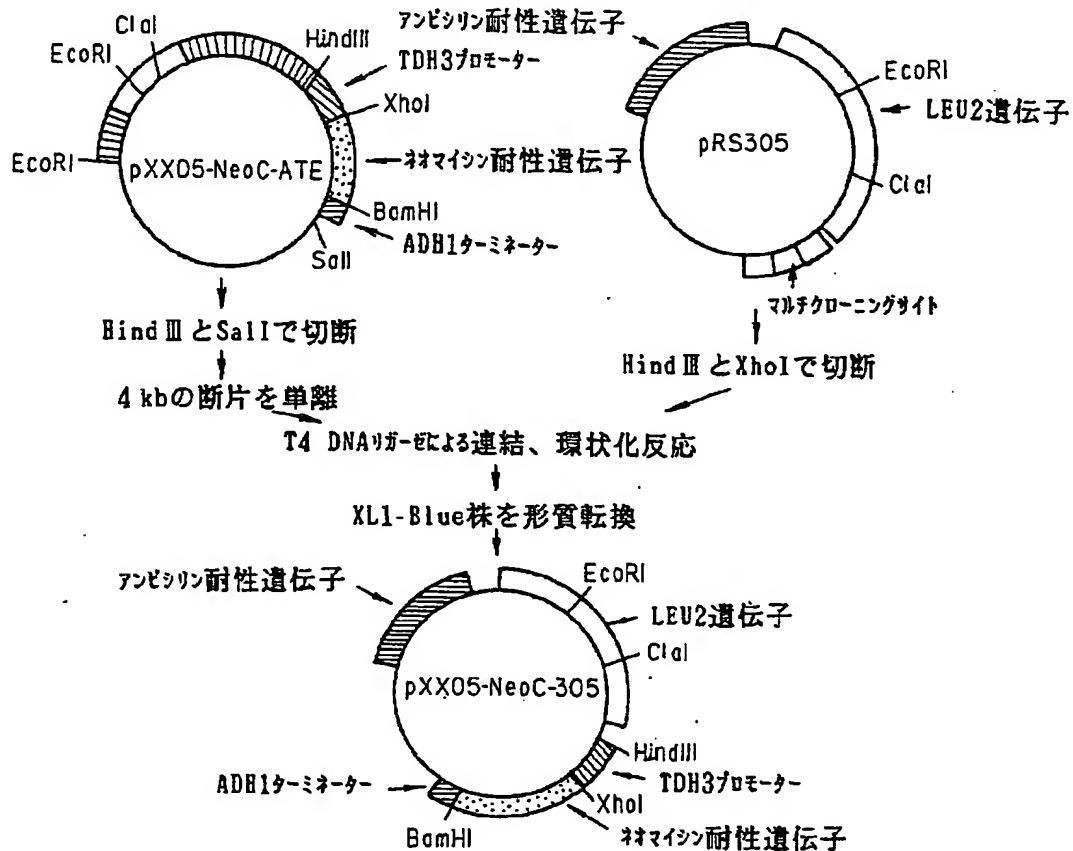 アンピシリン耐性遺伝子
ClaI
EcoRI
HindIII
TDH3プロモーター
XhoI
EcoRI
pXX05-NeoC-ATE
ネオマイシン耐性遺伝子
BamHI
ADH1ターミネーター
SalI
EcoRI
LEU2遺伝子
pRS305
ClaI
マルチクローニングサイト
HindⅢとSalIで切断
HindⅢとXhoIで切断
4 kbの断片を単離
T4 DNAリガーゼによる連結、環状化反応
XL1-Blue株を形質転換
アンピシリン耐性遺伝子
EcoRI
LEU2遺伝子
ClaI
pXX05-NeoC-305
HindIII
TDH3プロモーター
ADH1ターミネーター
XhoI
BamHI
ネオマイシン耐性遺伝子